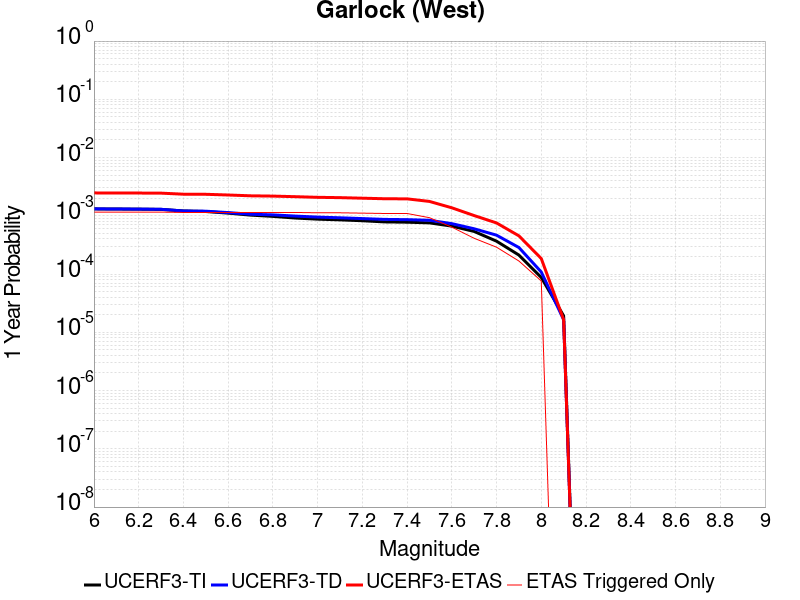 Garlock (West)
10^0
10^-1
10^-2
10^-3
10^-4
10^-5
10^-6
10^-7
10^-8
1 Year Probability
6 6.2 6.4 6.6 6.8 7 7.2 7.4 7.6 7.8 8 8.2 8.4 8.6 8.8 9
Magnitude
UCERF3-TI UCERF3-TD UCERF3-ETAS ETAS Triggered Only